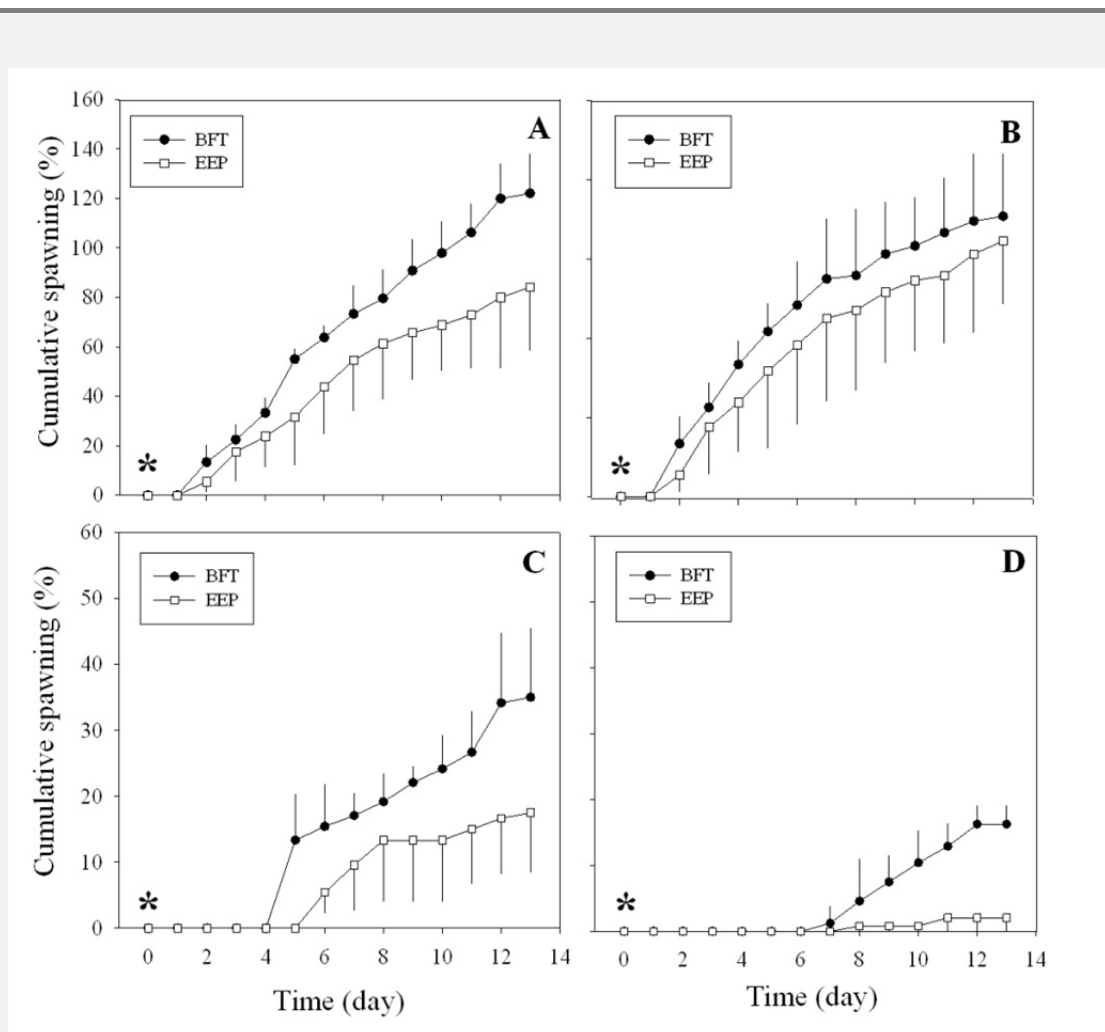 160
140
120
100
80
60
40
20
0
Cumulative spawning (%)
BFT
EEP
A
*
BFT
EEP
B
*
60
50
40
30
20
10
0
Cumulative spawning (%)
BFT
EEP
C
*
0 2 4 6 8 10 12 14
Time (day)
BFT
EEP
D
*
0 2 4 6 8 10 12 14
Time (day)